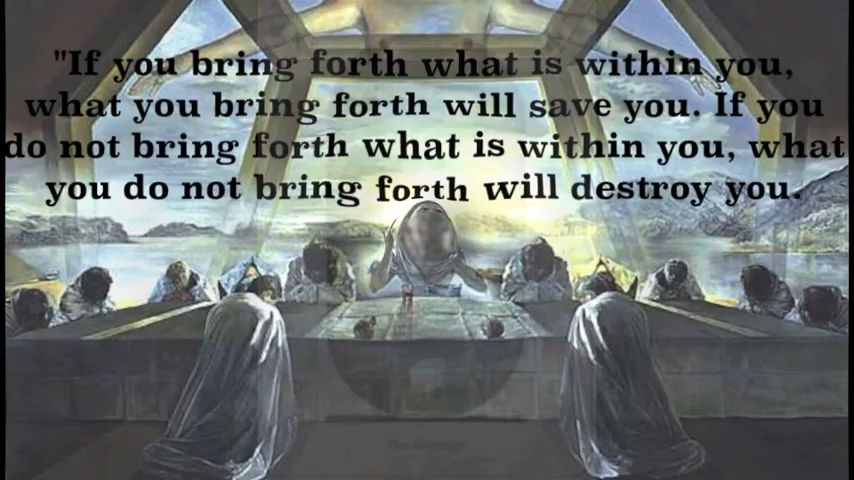 "If you bring forth what is within you,
what you bring forth will save you. If you
do not bring forth what is within you, what
you do not bring forth will destroy you.